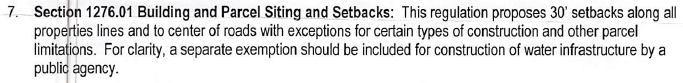 7. Section 1276.01 Building and Parcel Siting and Setbacks: This regulation proposes 30' setbacks along all
properties lines and to center of roads with exceptions for certain types of construction and other parcel
limitations. For clarity, a separate exemption should be included for construction of water infrastructure by a
public agency.